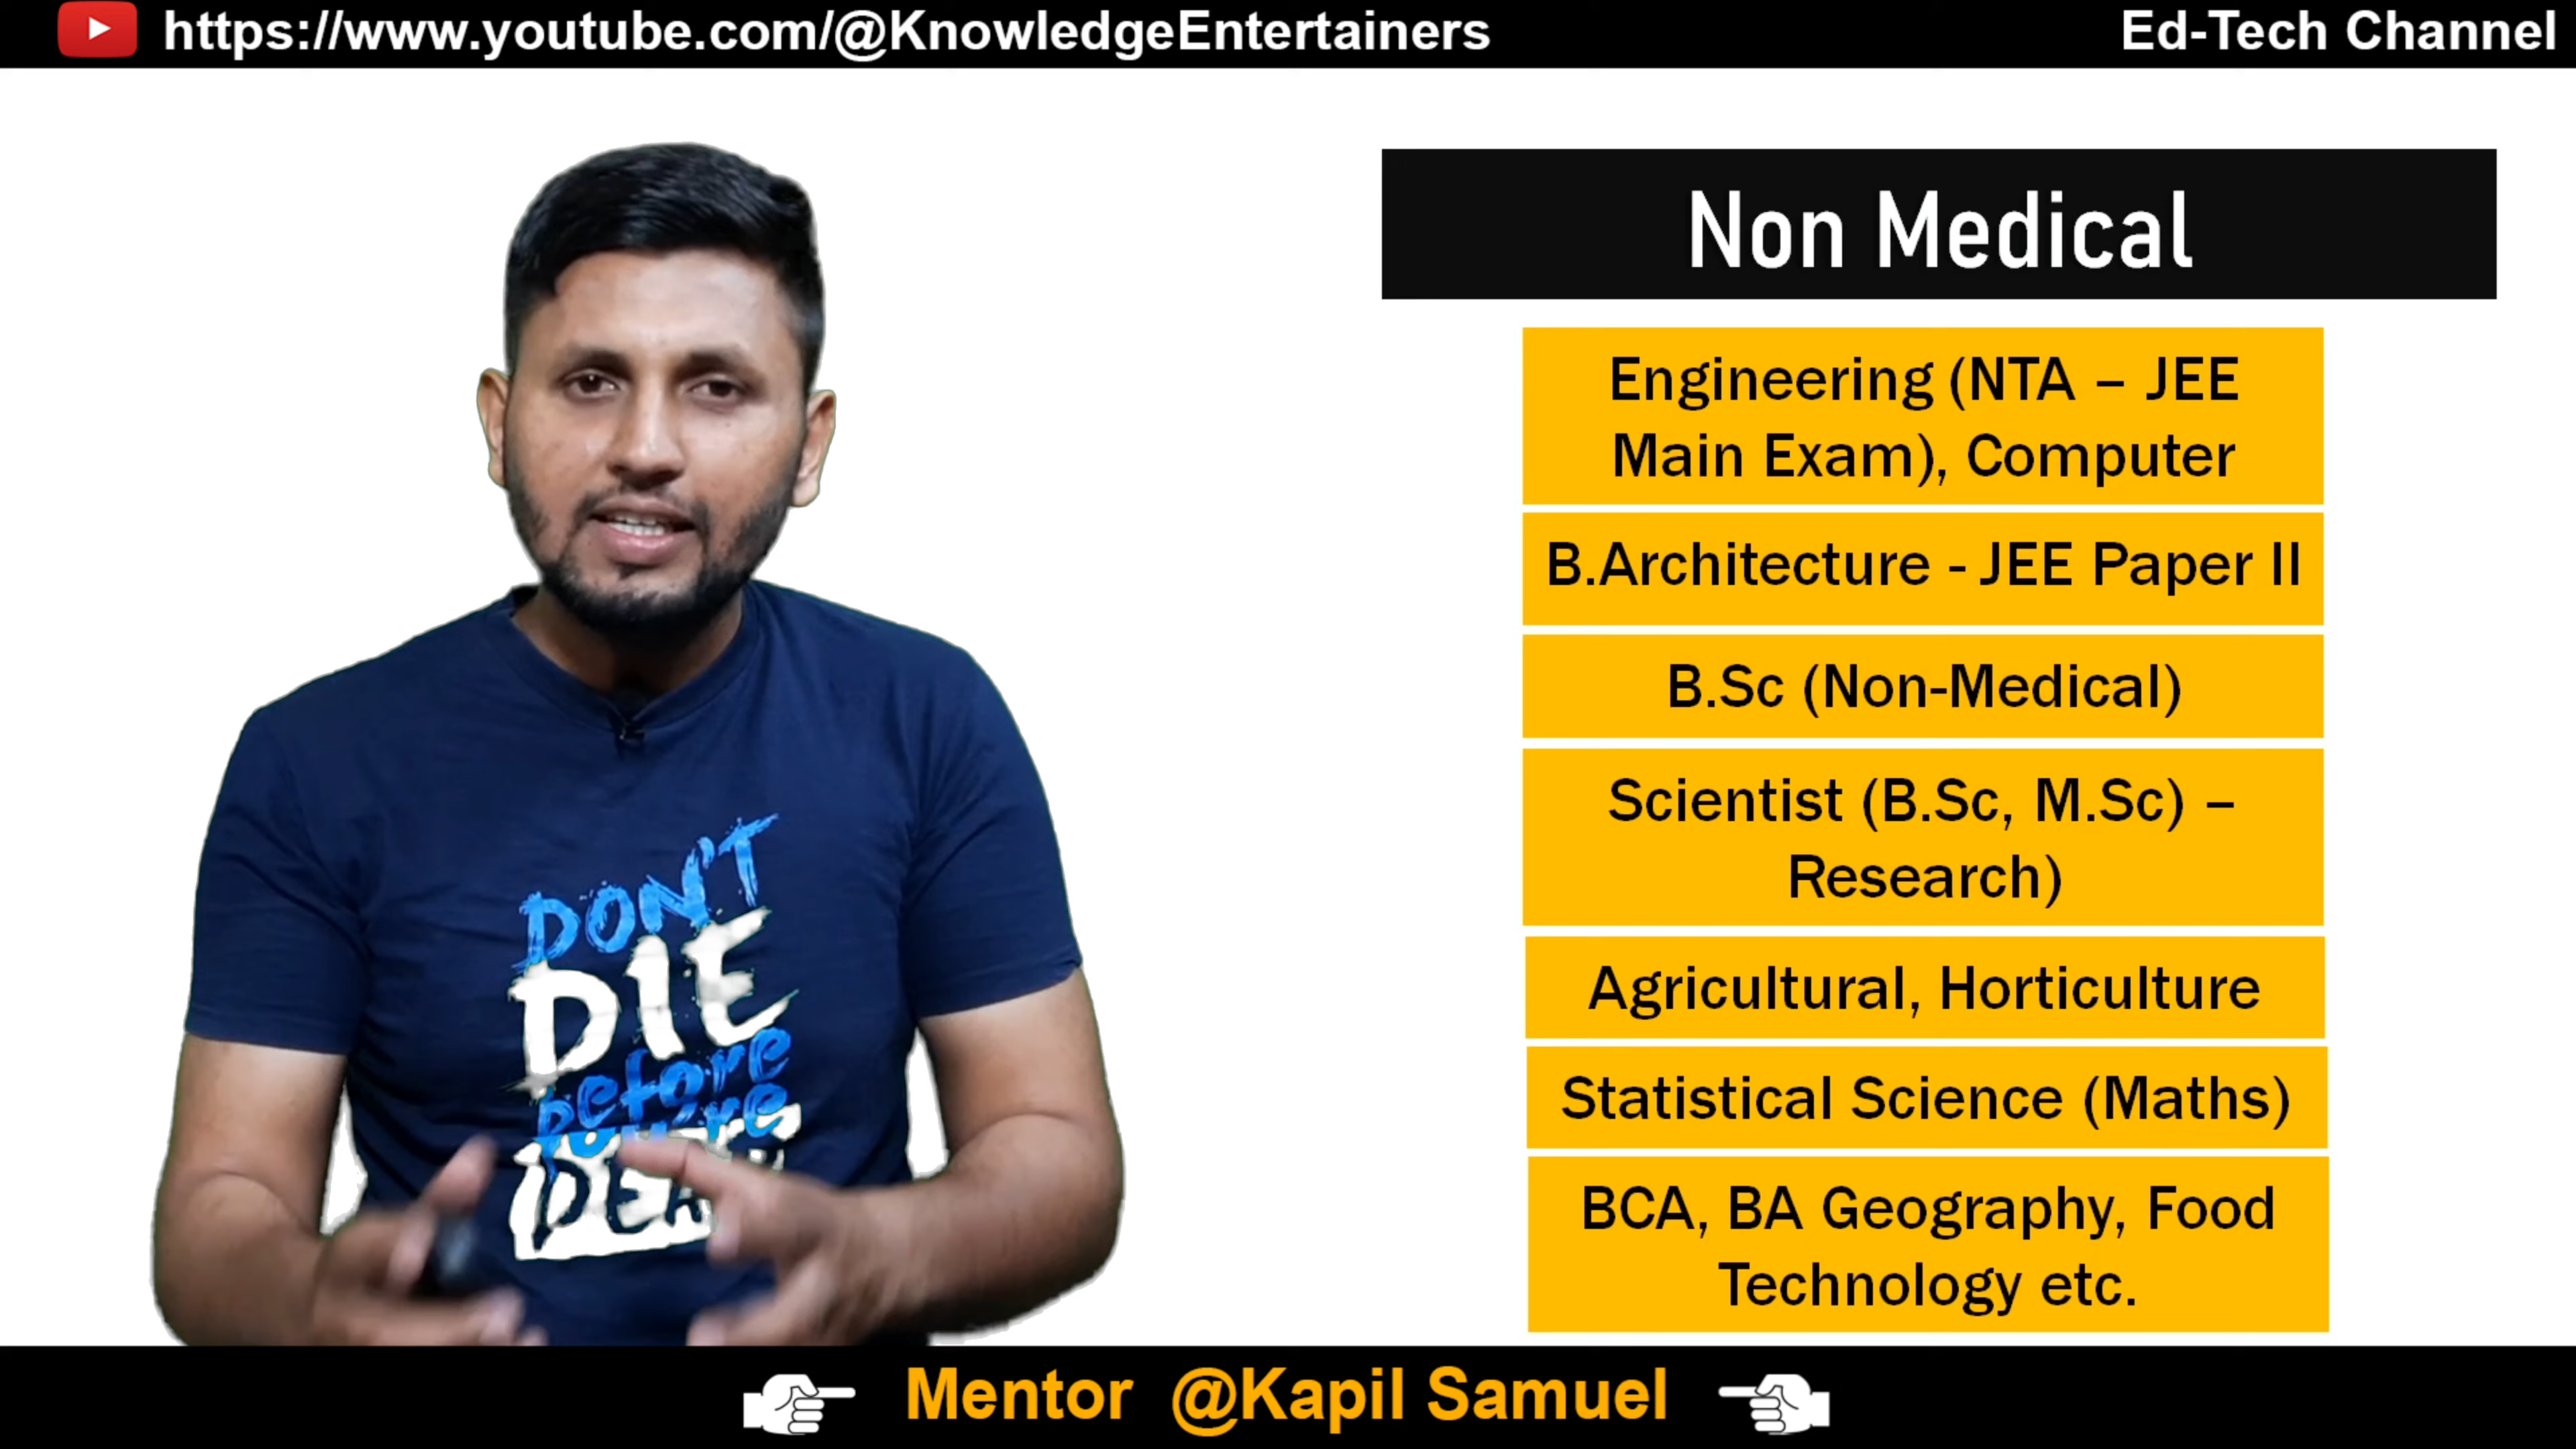 https://www.youtube.com/@KnowledgeEntertainers
Ed-Tech Channel
Non Medical
Engineering (NTA – JEE
Main Exam), Computer
B.Architecture - JEE Paper II
B.Sc (Non-Medical)
Scientist (B.Sc, M.Sc) –
Research)
Agricultural, Horticulture
Statistical Science (Maths)
BCA, BA Geography, Food
Technology etc.
DON'T
DIE
before
you're
Mentor @Kapil Samuel